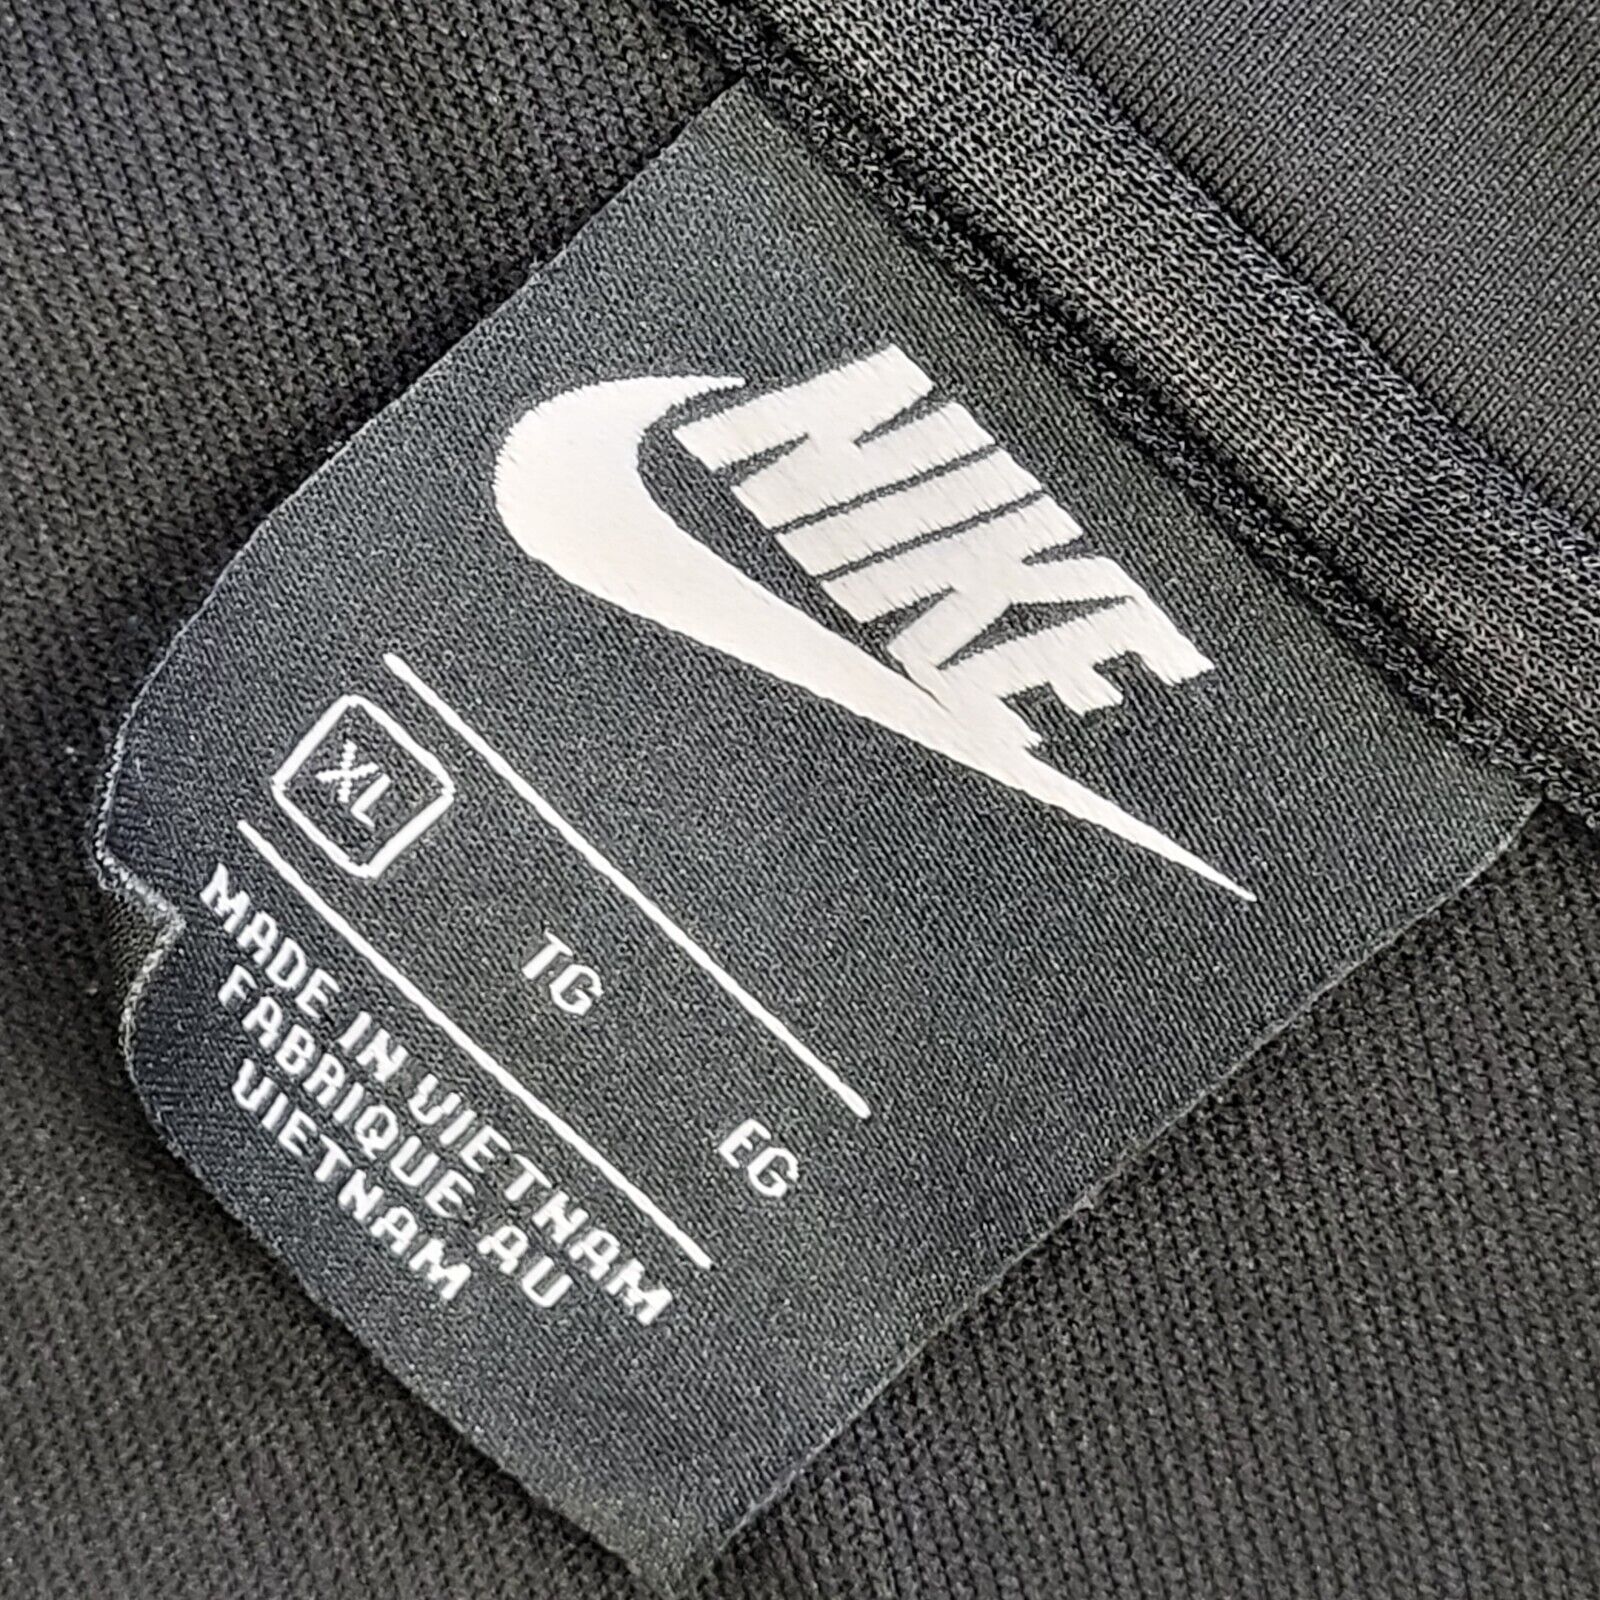 NIKE
XL TG EG
MADE IN VIETNAM
FABRIQUE AU
VIETNAM